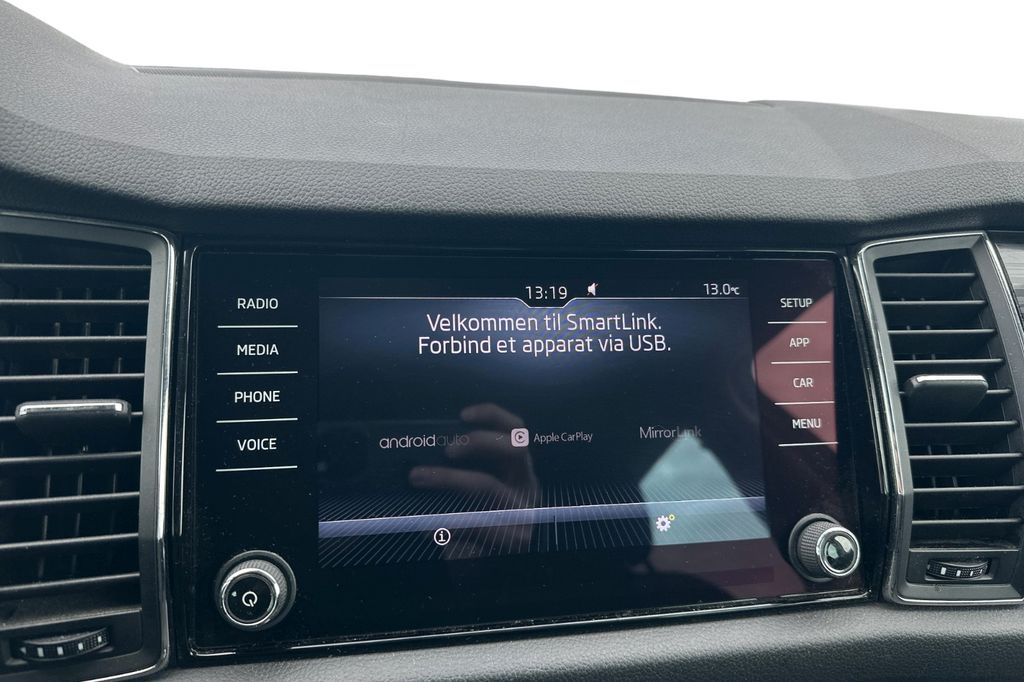 13:19
13.0°C
RADIO
MEDIA
PHONE
VOICE
Velkommen til SmartLink.
Forbind et apparat via USB.
androidauto
Apple CarPlay
MirrorLink
SETUP
APP
CAR
MENU